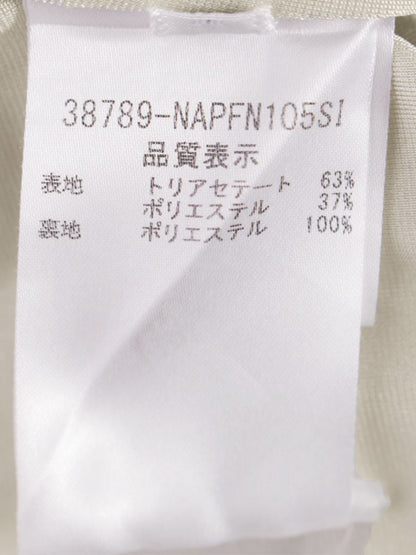 38789-NAPFN105SI
品質表示
表地 トリアセテート 63%
ポリエステル 37%
裏地 ポリエステル 100%